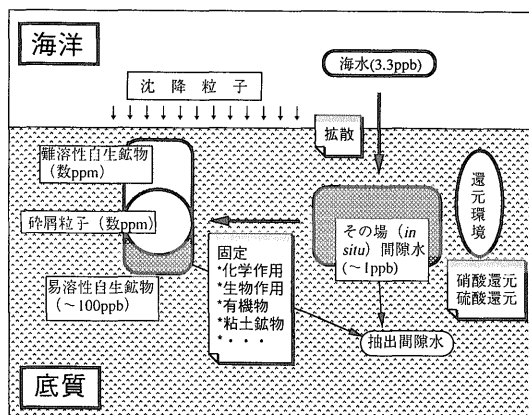 海洋
海水(3.3ppb)
沈 降 粒 子
拡散
難溶性自生鉱物
(数ppm)
砕屑粒子(数ppm)
易溶性自生鉱物
(～100ppb)
固定
*化学作用
*生物作用
*有機物
*粘土鉱物
*・・・・
その場 (in
situ) 間隙水
(～1ppb)
還元環境
硝酸還元
硫酸還元
抽出間隙水
底質